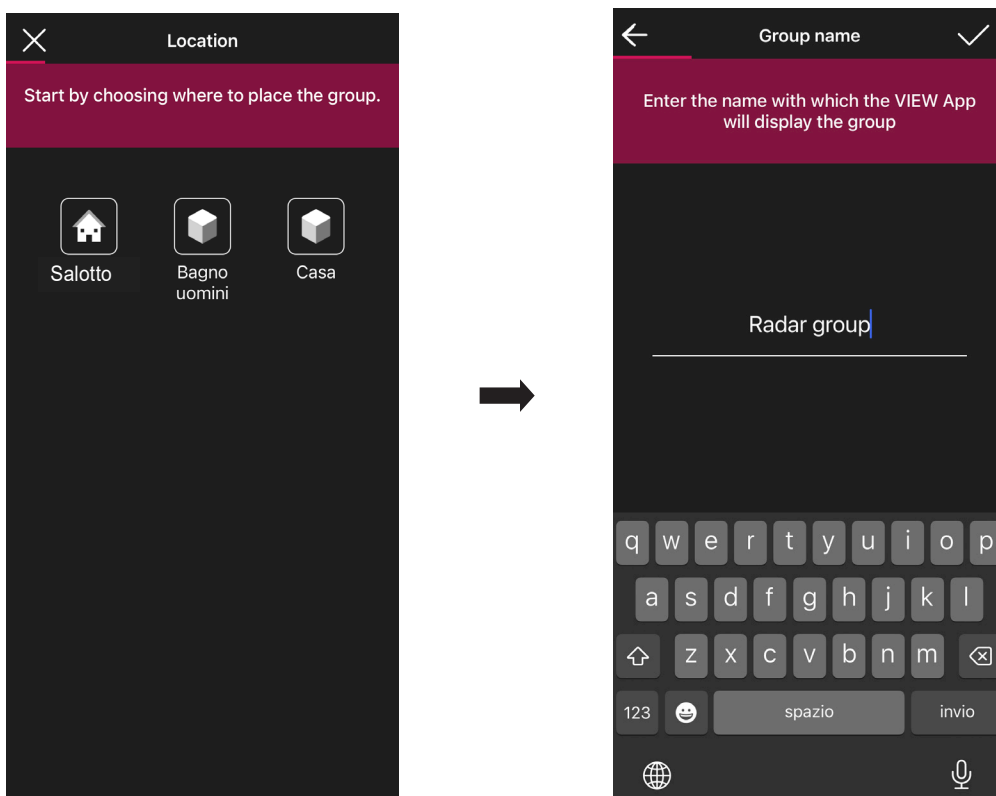 Location
Start by choosing where to place the group.
Salotto
Bagno
uomini
Casa
Group name
Enter the name with which the VIEW App
will display the group
Radar group
q w e r t y u i o p
a s d f g h j k l
z x c v b n m
123 spazio invio